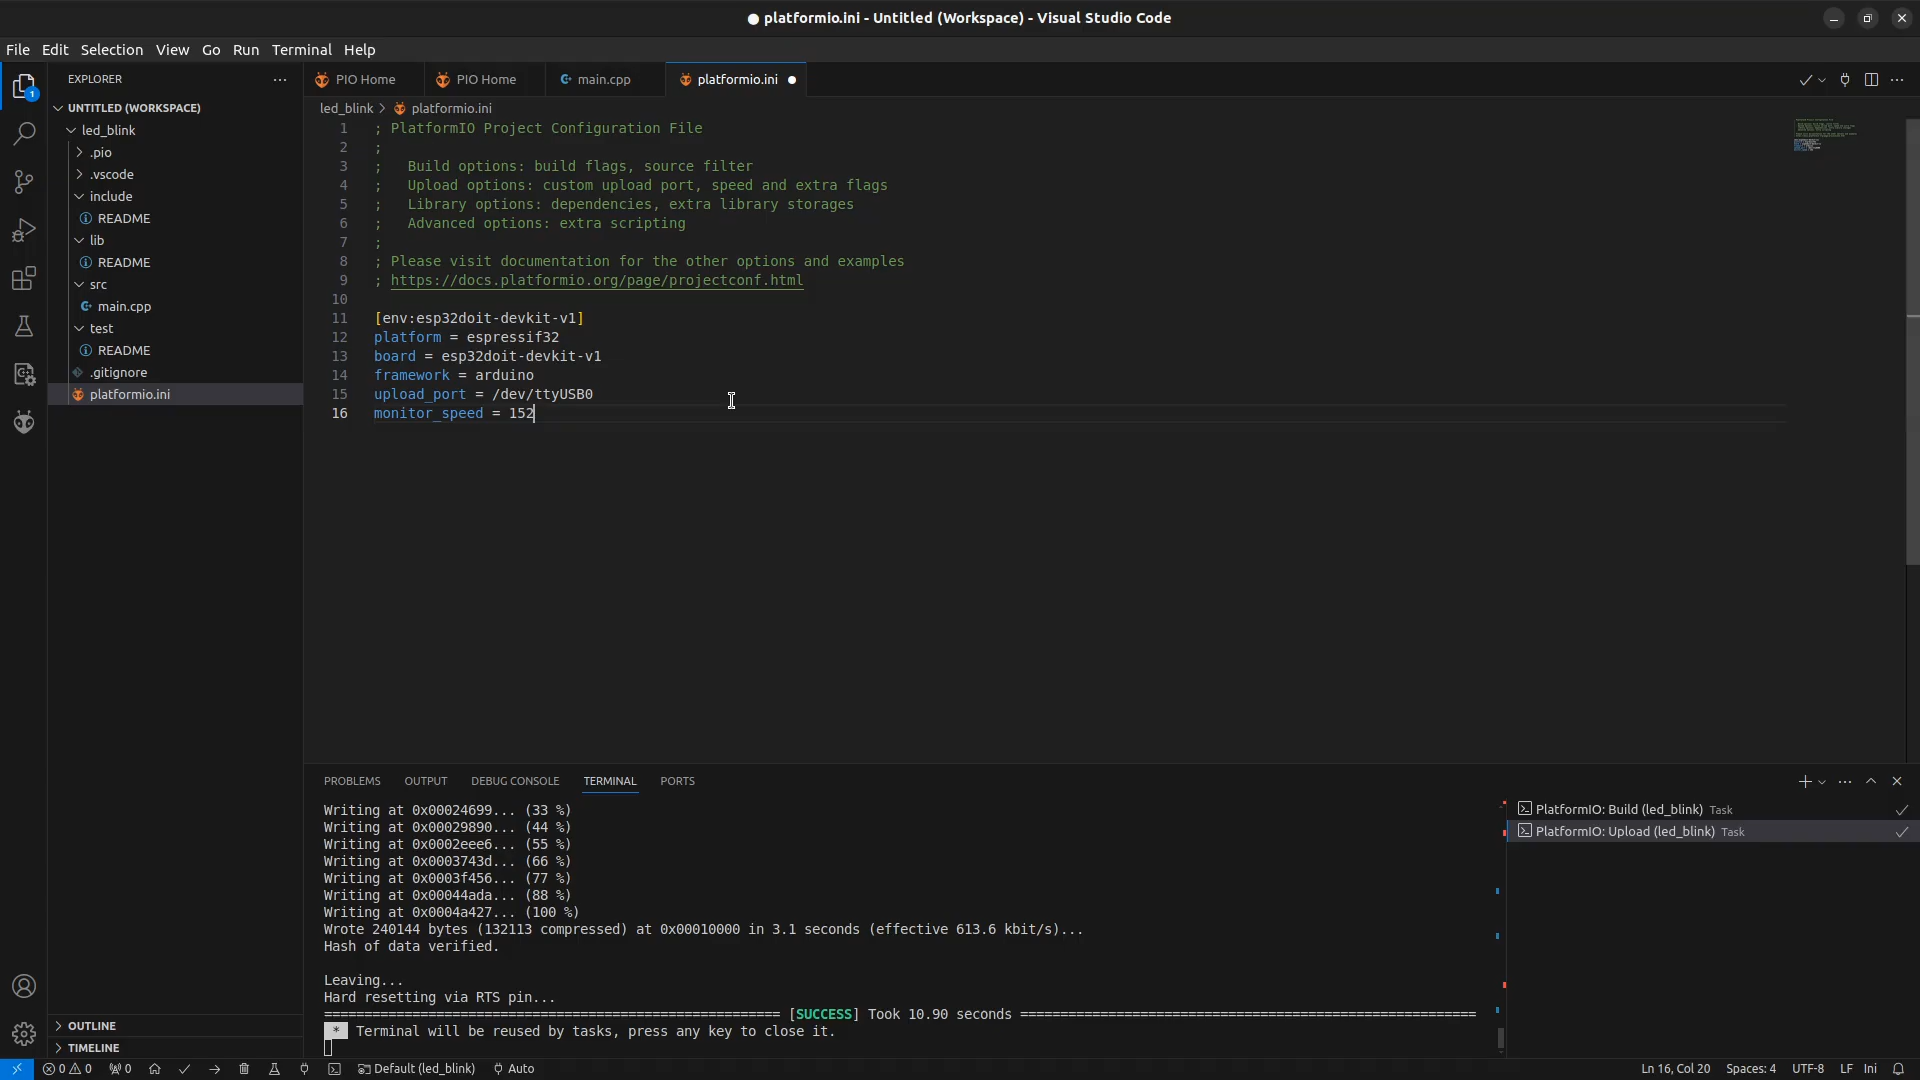 platformio.ini - Untitled (Workspace) - Visual Studio Code
File Edit Selection View Go Run Terminal Help
EXPLORER
1
UNTITLED (WORKSPACE)
led_blink
.pio
.vscode
include
README
lib
README
src
main.cpp
test
README
.gitignore
platformio.ini
OUTLINE
TIMELINE
PIO Home PIO Home main.cpp platformio.ini
led_blink > platformio.ini
1 ; PlatformIO Project Configuration File
2 ;
3 ;   Build options: build flags, source filter
4 ;   Upload options: custom upload port, speed and extra flags
5 ;   Library options: dependencies, extra library storages
6 ;   Advanced options: extra scripting
7 ;
8 ; Please visit documentation for the other options and examples
9 ; https://docs.platformio.org/page/projectconf.html
10
11 [env:esp32doit-devkit-v1]
12 platform = espressif32
13 board = esp32doit-devkit-v1
14 framework = arduino
15 upload_port = /dev/ttyUSB0
16 monitor_speed = 152
PROBLEMS OUTPUT DEBUG CONSOLE TERMINAL PORTS
Writing at 0x00024699... (33 %)
Writing at 0x00029890... (44 %)
Writing at 0x0002eee6... (55 %)
Writing at 0x0003743d... (66 %)
Writing at 0x0003f456... (77 %)
Writing at 0x00044ada... (88 %)
Writing at 0x0004a427... (100 %)
Wrote 240144 bytes (132113 compressed) at 0x00010000 in 3.1 seconds (effective 613.6 kbit/s)...
Hash of data verified.
Leaving...
Hard resetting via RTS pin...
====================================================== [SUCCESS] Took 10.90 seconds ======================================================
* Terminal will be reused by tasks, press any key to close it.
PlatformIO: Build (led_blink) Task
PlatformIO: Upload (led_blink) Task
0 0 0 Default (led_blink) Auto Ln 16, Col 20 Spaces: 4 UTF-8 LF Ini